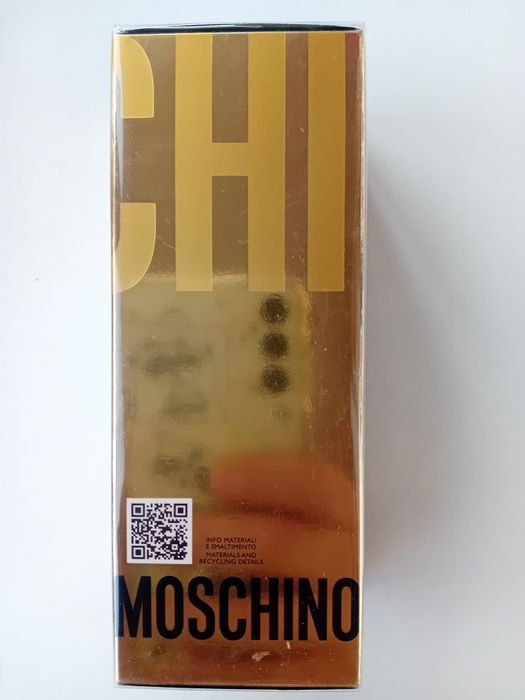 CHI
INFO MATERIALI
E SMALTIMENTO
MATERIALS AND
RECYCLING DETAILS
MOSCHINO